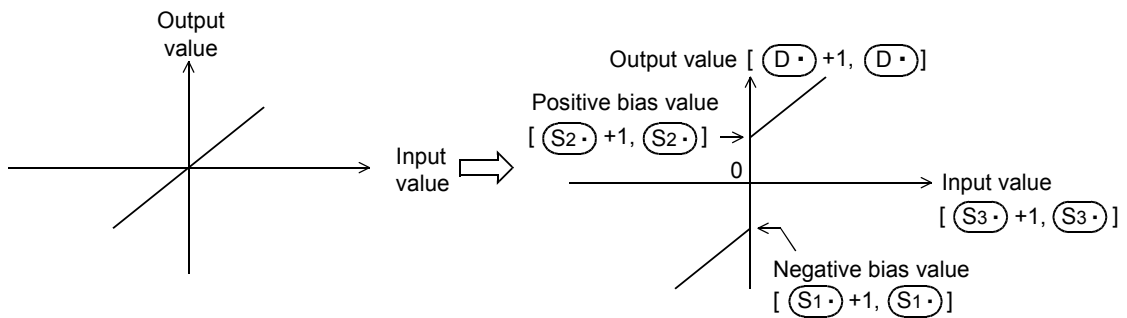 Output
value
Input
value
Output value [ D· +1, D· ]
Positive bias value
[ S2· +1, S2· ]
0
Input value
[ S3· +1, S3· ]
Negative bias value
[ S1· +1, S1· ]